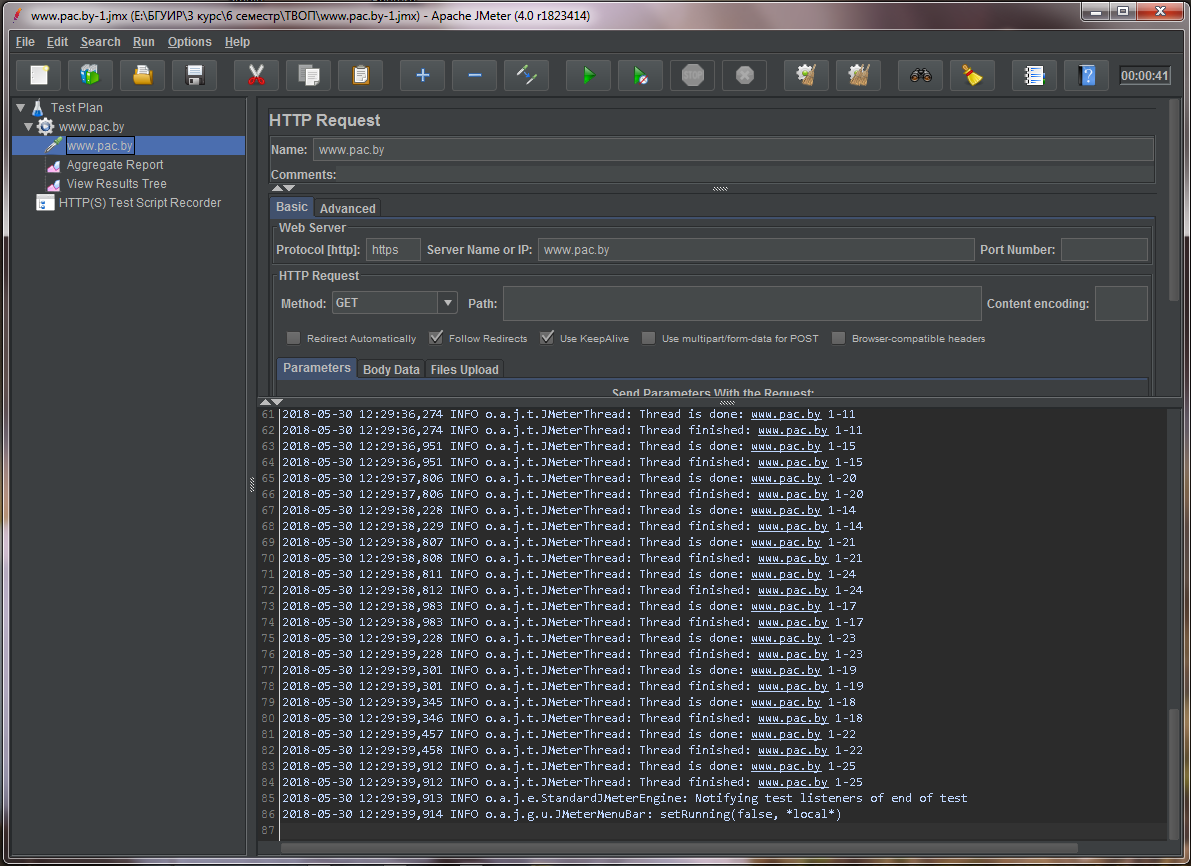 www.pac.by-1.jmx (E:\БГУИР\3 курс\6 семестр\ТВОП\www.pac.by-1.jmx) - Apache JMeter (4.0 r1823414)
File Edit Search Run Options Help
STOP
00:00:41
Test Plan
www.pac.by
www.pac.by
Aggregate Report
View Results Tree
HTTP(S) Test Script Recorder
HTTP Request
Name: www.pac.by
Comments:
Basic Advanced
Web Server
Protocol [http]: https Server Name or IP: www.pac.by Port Number:
HTTP Request
Method: GET Path: Content encoding:
Redirect Automatically Follow Redirects Use KeepAlive Use multipart/form-data for POST Browser-compatible headers
Parameters Body Data Files Upload
Send Parameters With the Request:
61 2018-05-30 12:29:36,274 INFO o.a.j.t.JMeterThread: Thread is done: www.pac.by 1-11
62 2018-05-30 12:29:36,274 INFO o.a.j.t.JMeterThread: Thread finished: www.pac.by 1-11
63 2018-05-30 12:29:36,951 INFO o.a.j.t.JMeterThread: Thread is done: www.pac.by 1-15
64 2018-05-30 12:29:36,951 INFO o.a.j.t.JMeterThread: Thread finished: www.pac.by 1-15
65 2018-05-30 12:29:37,806 INFO o.a.j.t.JMeterThread: Thread is done: www.pac.by 1-20
66 2018-05-30 12:29:37,806 INFO o.a.j.t.JMeterThread: Thread finished: www.pac.by 1-20
67 2018-05-30 12:29:38,228 INFO o.a.j.t.JMeterThread: Thread is done: www.pac.by 1-14
68 2018-05-30 12:29:38,229 INFO o.a.j.t.JMeterThread: Thread finished: www.pac.by 1-14
69 2018-05-30 12:29:38,807 INFO o.a.j.t.JMeterThread: Thread is done: www.pac.by 1-21
70 2018-05-30 12:29:38,808 INFO o.a.j.t.JMeterThread: Thread finished: www.pac.by 1-21
71 2018-05-30 12:29:38,811 INFO o.a.j.t.JMeterThread: Thread is done: www.pac.by 1-24
72 2018-05-30 12:29:38,812 INFO o.a.j.t.JMeterThread: Thread finished: www.pac.by 1-24
73 2018-05-30 12:29:38,983 INFO o.a.j.t.JMeterThread: Thread is done: www.pac.by 1-17
74 2018-05-30 12:29:38,983 INFO o.a.j.t.JMeterThread: Thread finished: www.pac.by 1-17
75 2018-05-30 12:29:39,228 INFO o.a.j.t.JMeterThread: Thread is done: www.pac.by 1-23
76 2018-05-30 12:29:39,228 INFO o.a.j.t.JMeterThread: Thread finished: www.pac.by 1-23
77 2018-05-30 12:29:39,301 INFO o.a.j.t.JMeterThread: Thread is done: www.pac.by 1-19
78 2018-05-30 12:29:39,301 INFO o.a.j.t.JMeterThread: Thread finished: www.pac.by 1-19
79 2018-05-30 12:29:39,345 INFO o.a.j.t.JMeterThread: Thread is done: www.pac.by 1-18
80 2018-05-30 12:29:39,346 INFO o.a.j.t.JMeterThread: Thread finished: www.pac.by 1-18
81 2018-05-30 12:29:39,457 INFO o.a.j.t.JMeterThread: Thread is done: www.pac.by 1-22
82 2018-05-30 12:29:39,458 INFO o.a.j.t.JMeterThread: Thread finished: www.pac.by 1-22
83 2018-05-30 12:29:39,912 INFO o.a.j.t.JMeterThread: Thread is done: www.pac.by 1-25
84 2018-05-30 12:29:39,912 INFO o.a.j.t.JMeterThread: Thread finished: www.pac.by 1-25
85 2018-05-30 12:29:39,913 INFO o.a.j.e.StandardJMeterEngine: Notifying test listeners of end of test
86 2018-05-30 12:29:39,914 INFO o.a.j.g.u.JMeterMenuBar: setRunning(false, *local*)
87